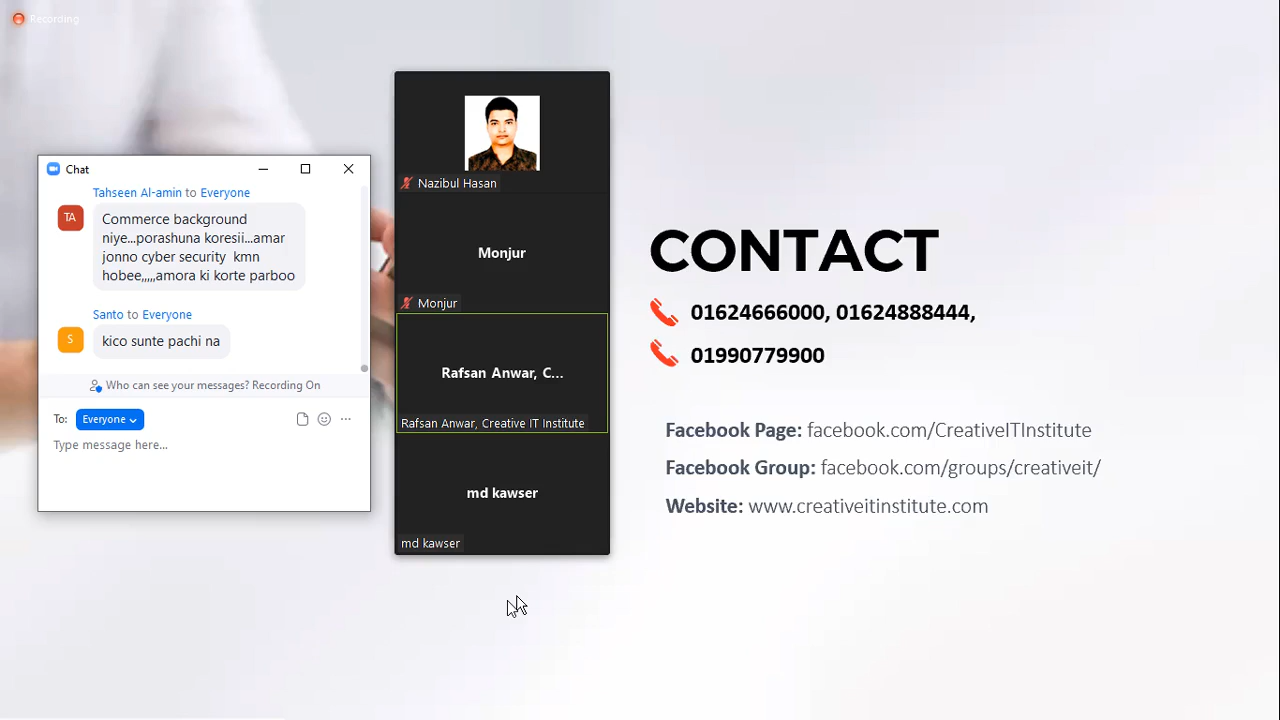 Recording
Chat
Tahseen Al-amin to Everyone
TA
Commerce background
niye...porashuna koresii...amar
jonno cyber security kmn
hobee,,,,,amora ki korte parboo
Santo to Everyone
S
kico sunte pachi na
Who can see your messages? Recording On
To: Everyone
Type message here...
Nazibul Hasan
Monjur
Monjur
Rafsan Anwar, C...
Rafsan Anwar, Creative IT Institute
md kawser
md kawser
CONTACT
01624666000, 01624888444,
01990779900
Facebook Page: facebook.com/CreativeITInstitute
Facebook Group: facebook.com/groups/creativeit/
Website: www.creativeitinstitute.com